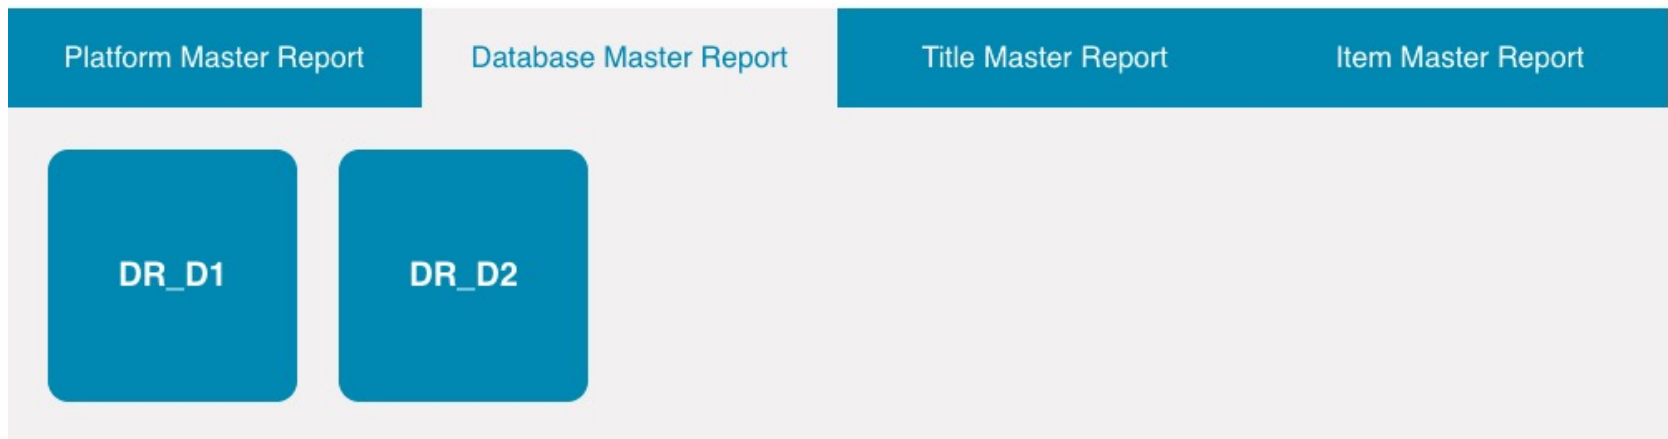 Platform Master Report
Database Master Report
Title Master Report
Item Master Report
DR_D1
DR_D2